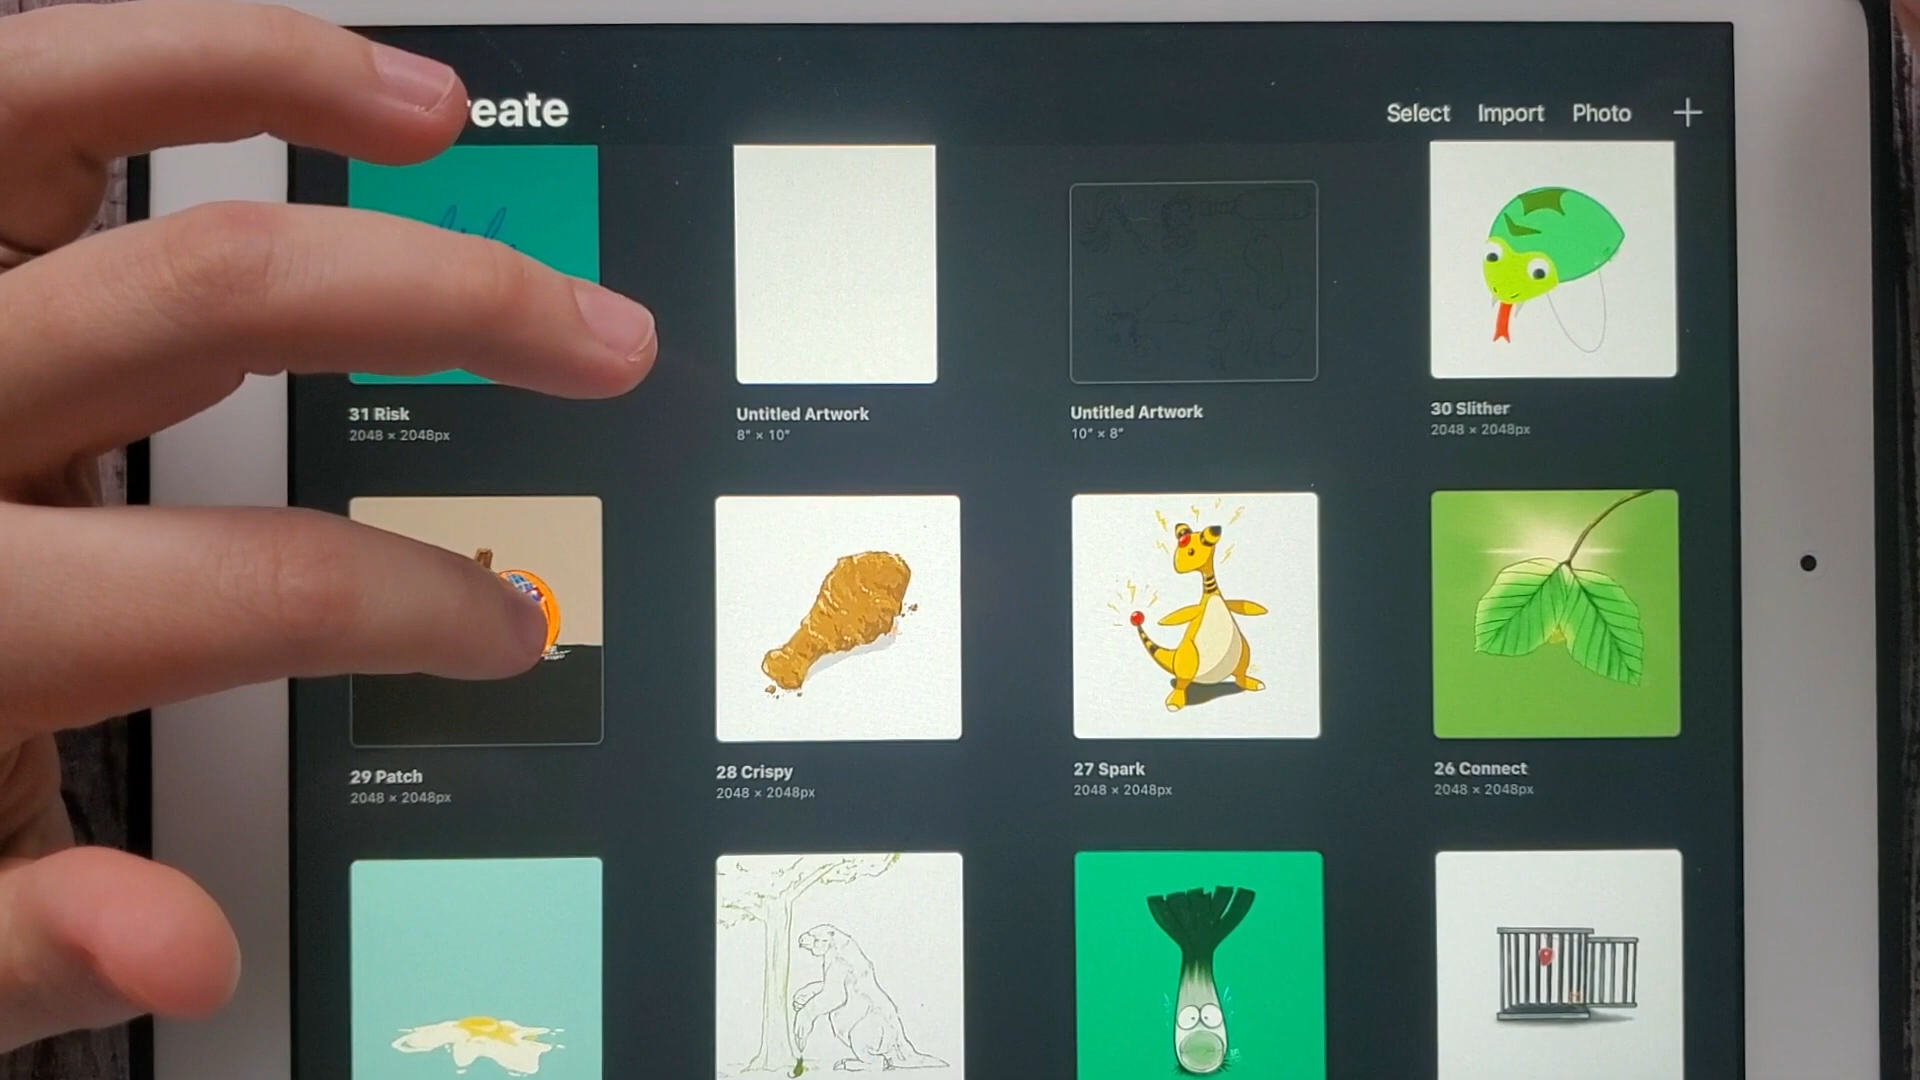 reate
Select Import Photo +
31 Risk
2048 × 2048px
Untitled Artwork
8" × 10"
Untitled Artwork
10" × 8"
30 Slither
2048 × 2048px
29 Patch
2048 × 2048px
28 Crispy
2048 × 2048px
27 Spark
2048 × 2048px
26 Connect
2048 × 2048px